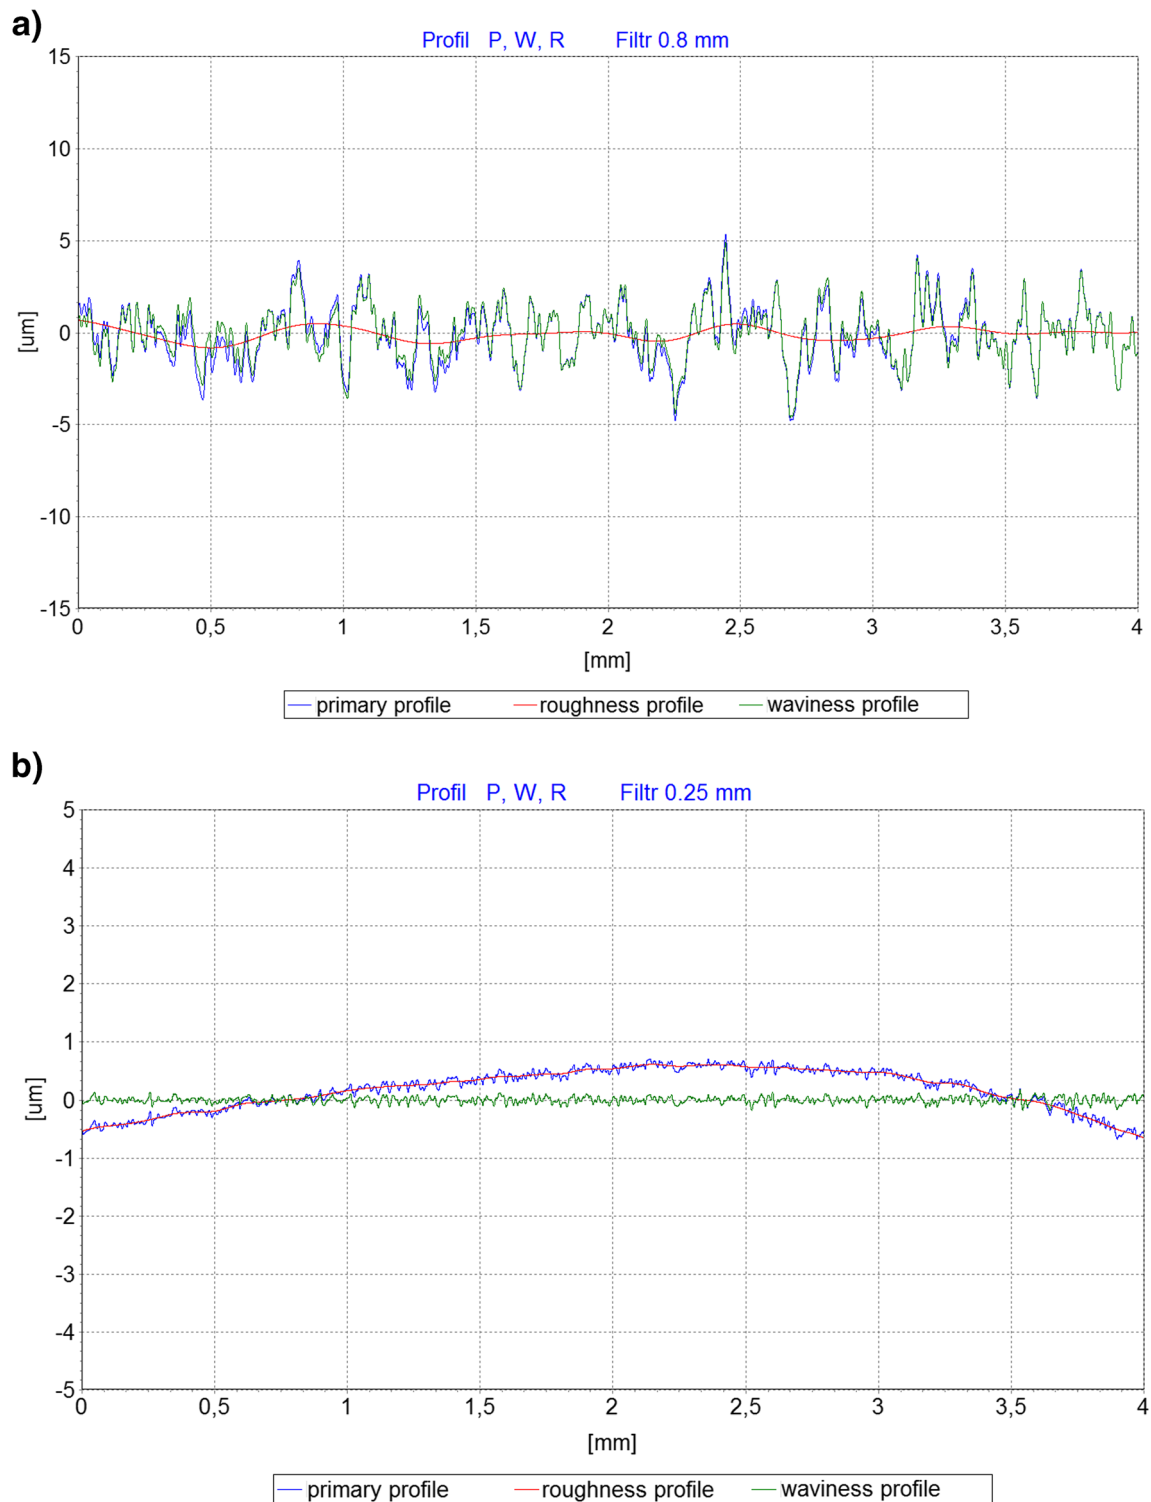 a)
Profil P, W, R Filtr 0.8 mm
15
10
5
0
-5
-10
-15
[um]
0 0,5 1 1,5 2 2,5 3 3,5 4
[mm]
primary profile roughness profile waviness profile
b)
Profil P, W, R Filtr 0.25 mm
5
4
3
2
1
0
-1
-2
-3
-4
-5
[um]
0 0,5 1 1,5 2 2,5 3 3,5 4
[mm]
primary profile roughness profile waviness profile